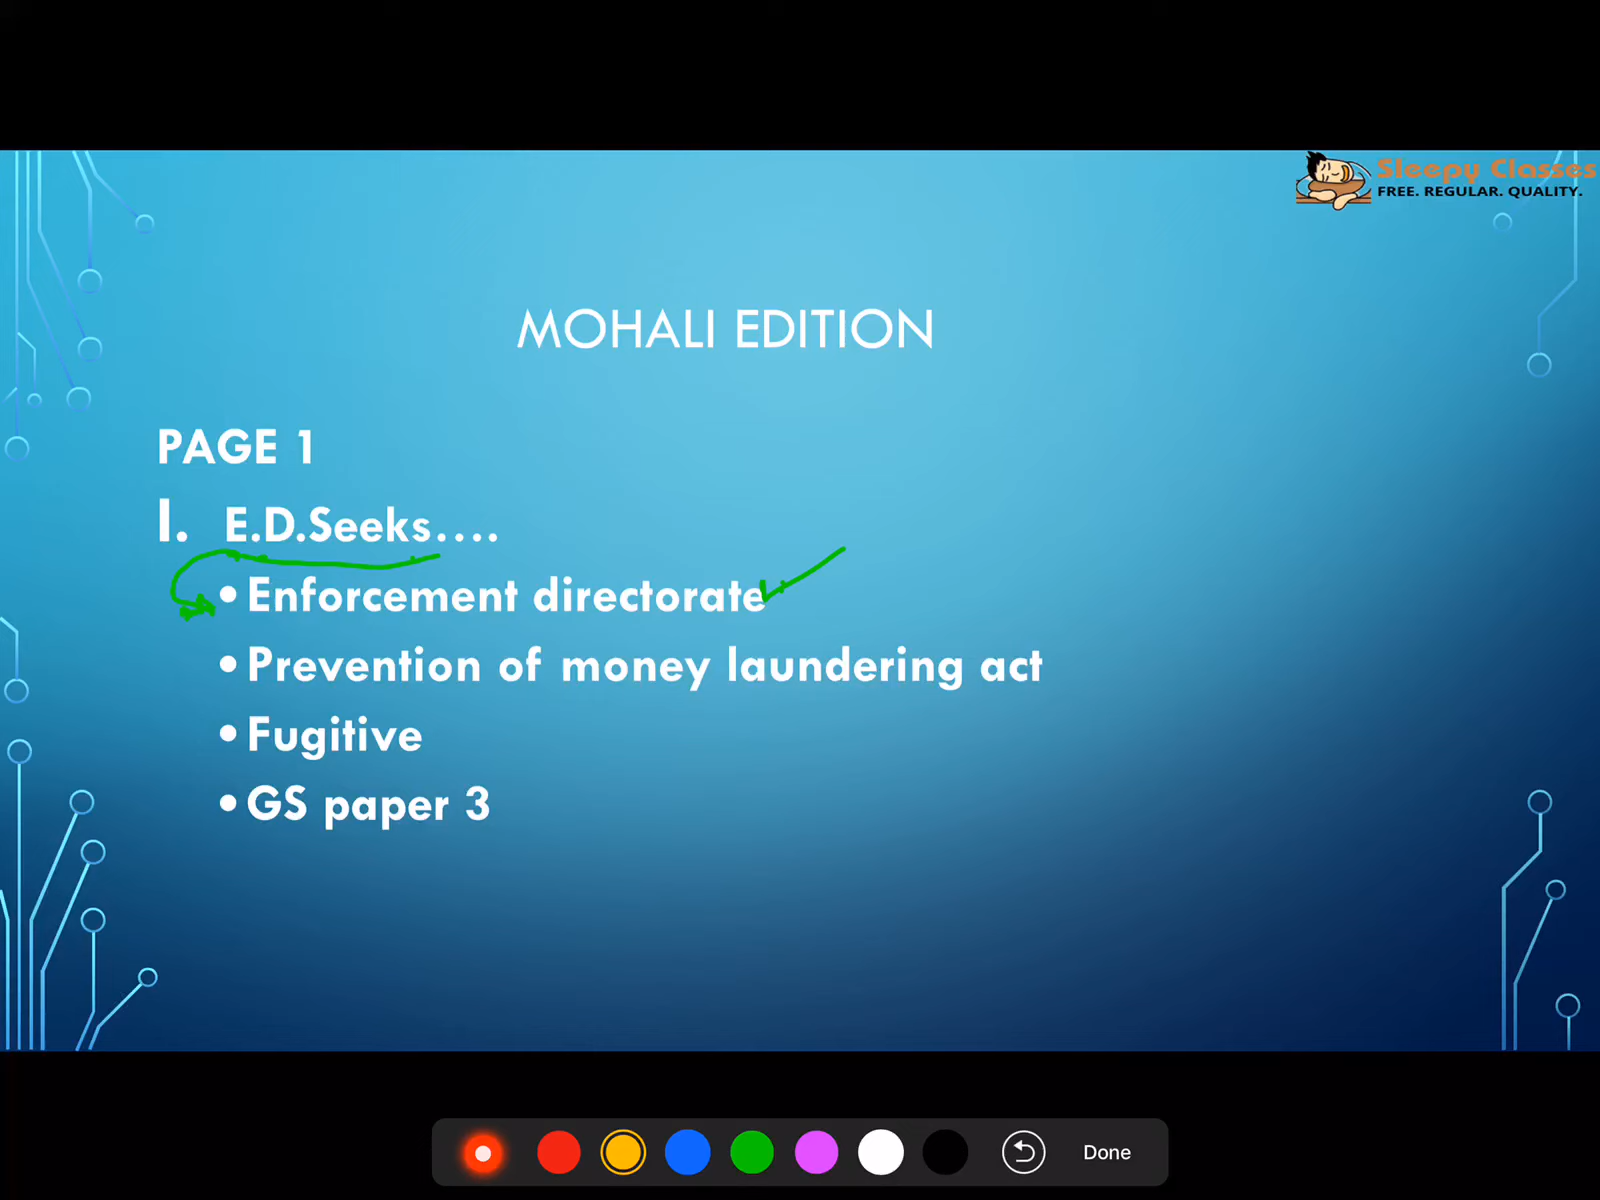 Sleepy Classes
FREE. REGULAR. QUALITY.
MOHALI EDITION
PAGE 1
I. E.D.Seeks....
• Enforcement directorate
• Prevention of money laundering act
• Fugitive
• GS paper 3
Done